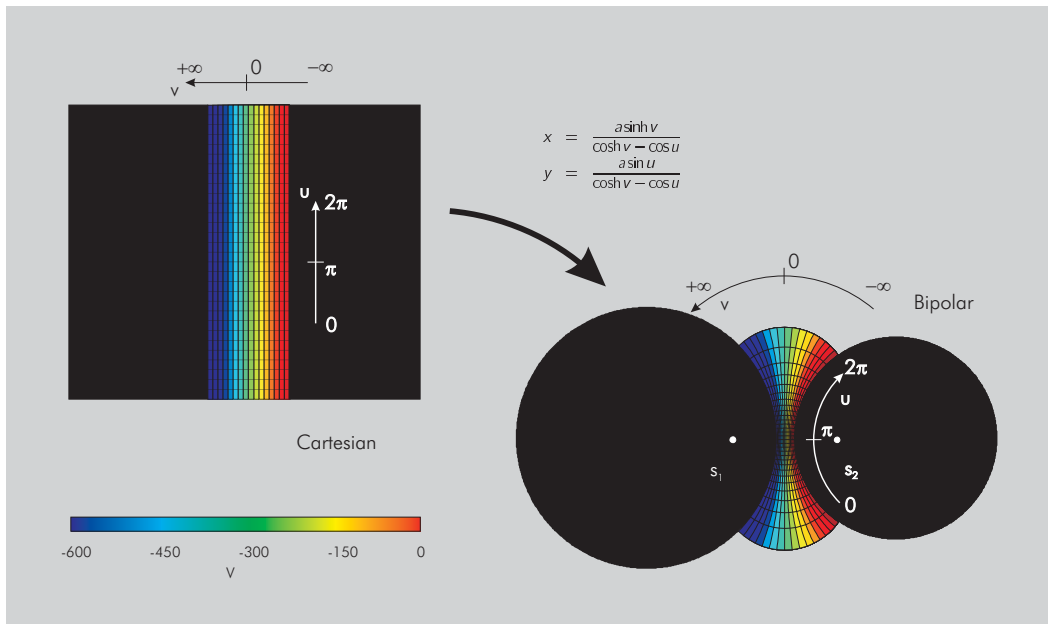 +∞ 0 −∞
v
x = a sinh v / cosh v − cos u
y = a sin u / cosh v − cos u
u
2π
π
0
Cartesian
+∞ 0 −∞
v
Bipolar
2π
u
π
S₁
S₂
0
-600 -450 -300 -150 0
V